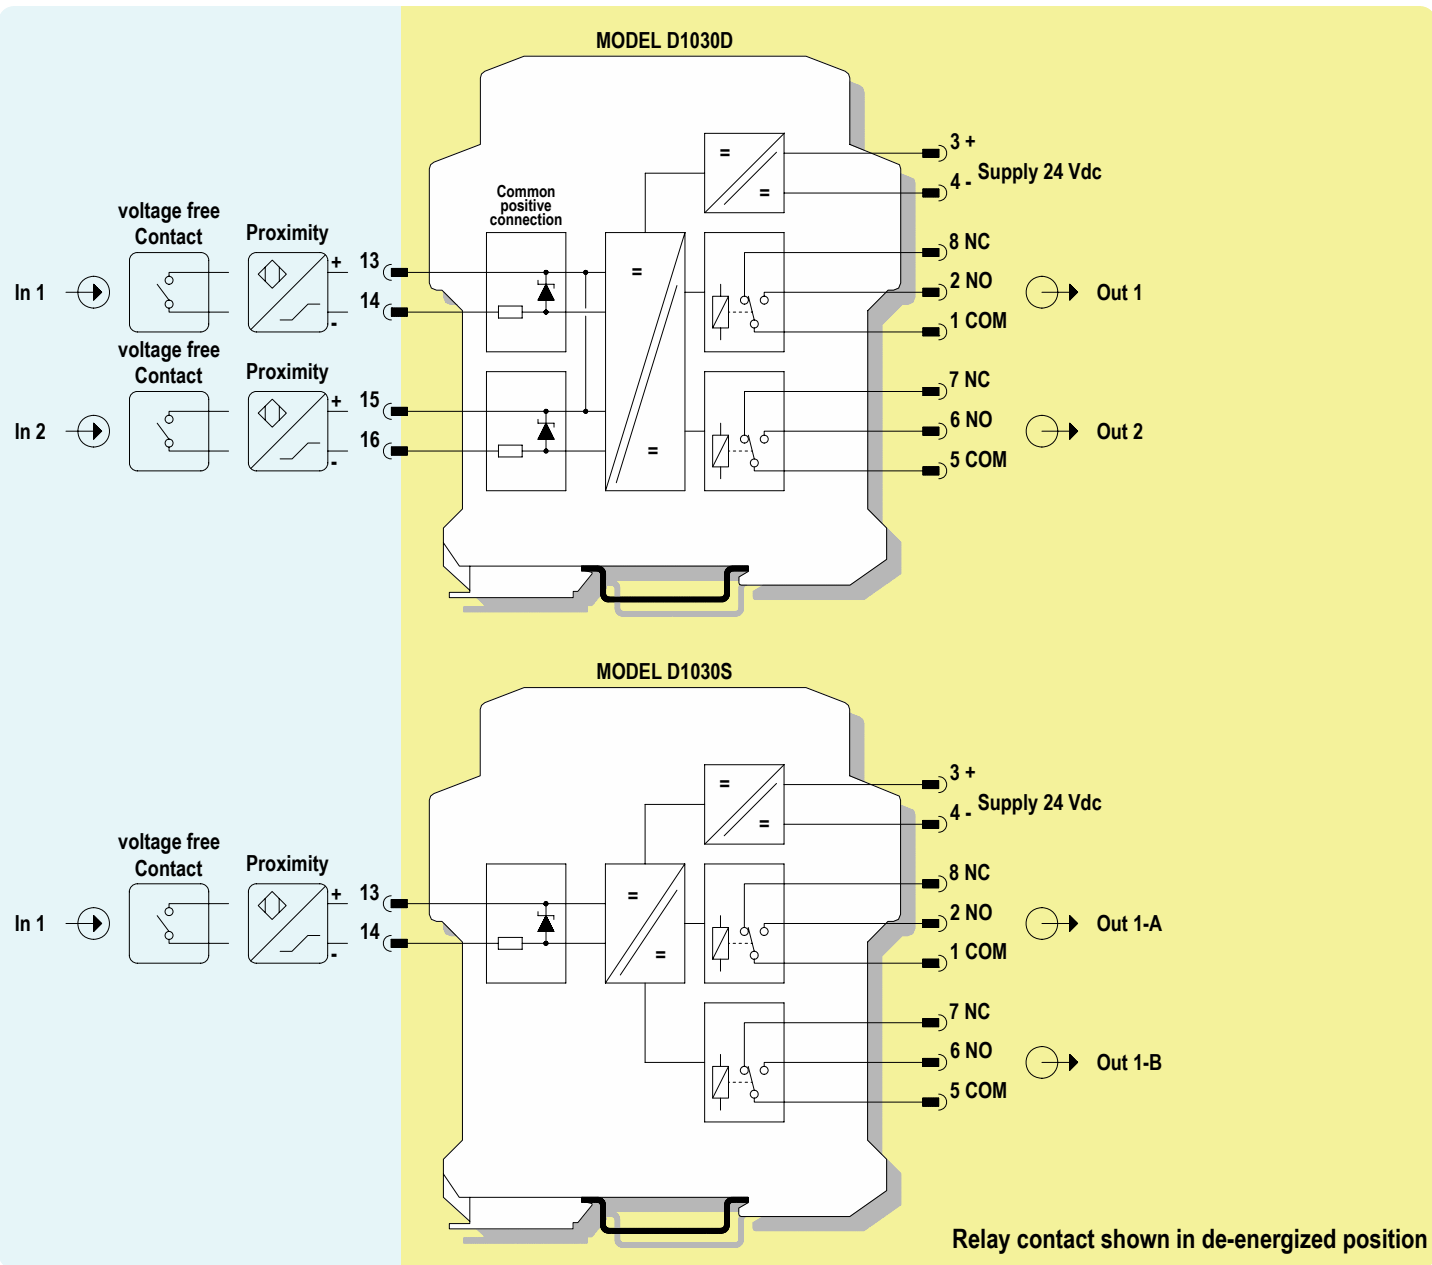 MODEL D1030D
3 +
Supply 24 Vdc
4 -
Common
positive
connection
voltage free
Contact
Proximity
In 1
+
-
13
14
8 NC
2 NO
1 COM
Out 1
voltage free
Contact
Proximity
In 2
+
-
15
16
7 NC
6 NO
5 COM
Out 2
=
=
=
=
MODEL D1030S
3 +
Supply 24 Vdc
4 -
voltage free
Contact
Proximity
In 1
+
-
13
14
8 NC
2 NO
1 COM
Out 1-A
7 NC
6 NO
5 COM
Out 1-B
=
=
=
=
Relay contact shown in de-energized position